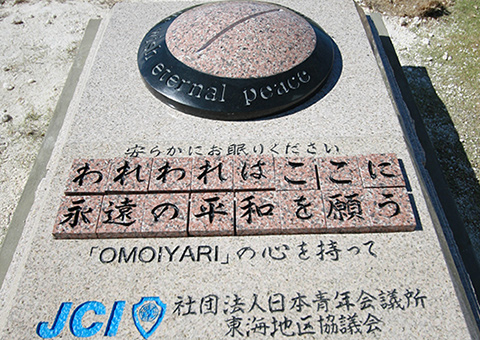 eternal peace
安らかにお眠りください
われわれはここに
永遠の平和を願う
「OMOIYARI」の心を持って
JCI 社団法人日本青年会議所
東海地区協議会